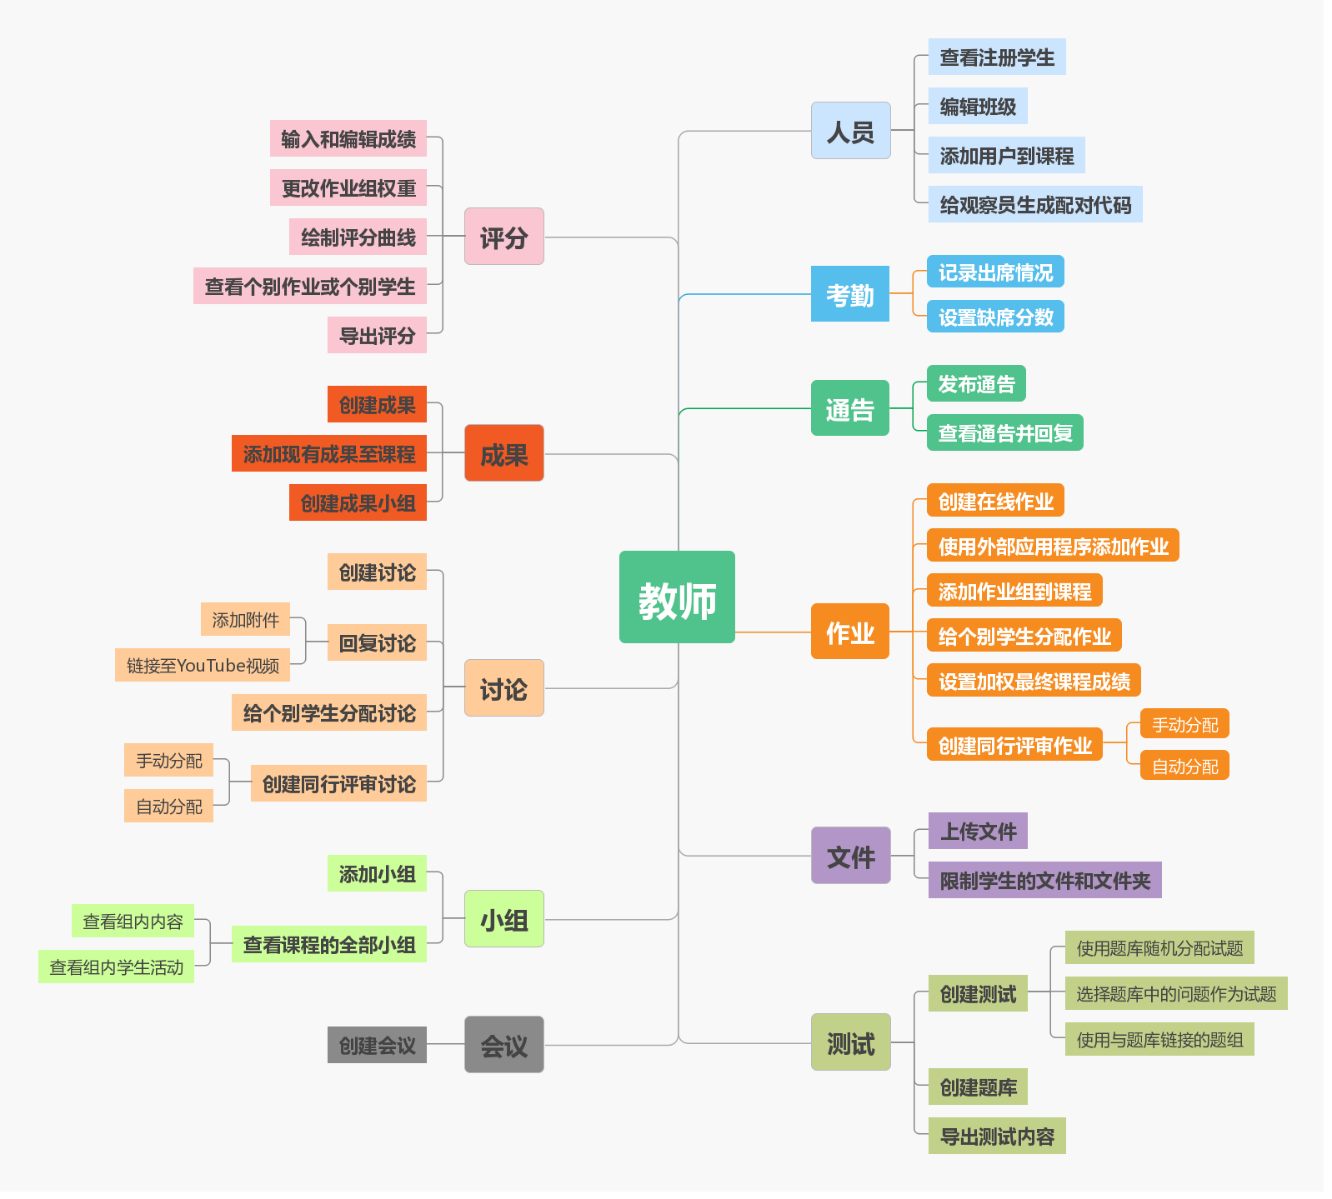 教师
人员
查看注册学生
编辑班级
添加用户到课程
给观察员生成配对代码
考勤
记录出席情况
设置缺席分数
通告
发布通告
查看通告并回复
作业
创建在线作业
使用外部应用程序添加作业
添加作业组到课程
给个别学生分配作业
设置加权最终课程成绩
创建同行评审作业
手动分配
自动分配
文件
上传文件
限制学生的文件和文件夹
测试
创建测试
使用题库随机分配试题
选择题库中的问题作为试题
使用与题库链接的题组
创建题库
导出测试内容
评分
输入和编辑成绩
更改作业组权重
绘制评分曲线
查看个别作业或个别学生
导出评分
成果
创建成果
添加现有成果至课程
创建成果小组
讨论
创建讨论
回复讨论
添加附件
链接至YouTube视频
给个别学生分配讨论
创建同行评审讨论
手动分配
自动分配
小组
添加小组
查看课程的全部小组
查看组内内容
查看组内学生活动
会议
创建会议